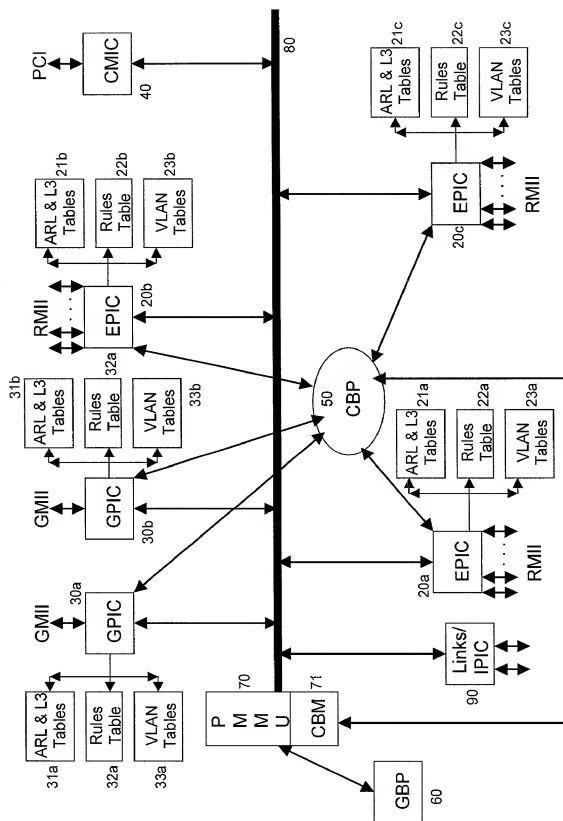 GMII
30a
GPIC
ARL & L3
Tables
31a
Rules
Table
32a
VLAN
Tables
33a
GMII
GPIC
30b
31b
ARL & L3
Tables
Rules
Table
32a
VLAN
Tables
33b
RMII
....
EPIC
20b
ARL & L3
Tables
21b
Rules
Table
22b
VLAN
Tables
23b
PCI
CMIC
40
80
P
M
M
U
70
CBM
71
GBP
60
Links/
IPIC
90
50
CBP
20a
EPIC
....
RMII
21a
ARL & L3
Tables
22a
Rules
Table
23a
VLAN
Tables
EPIC
20c
....
RMII
21c
ARL & L3
Tables
22c
Rules
Table
23c
VLAN
Tables